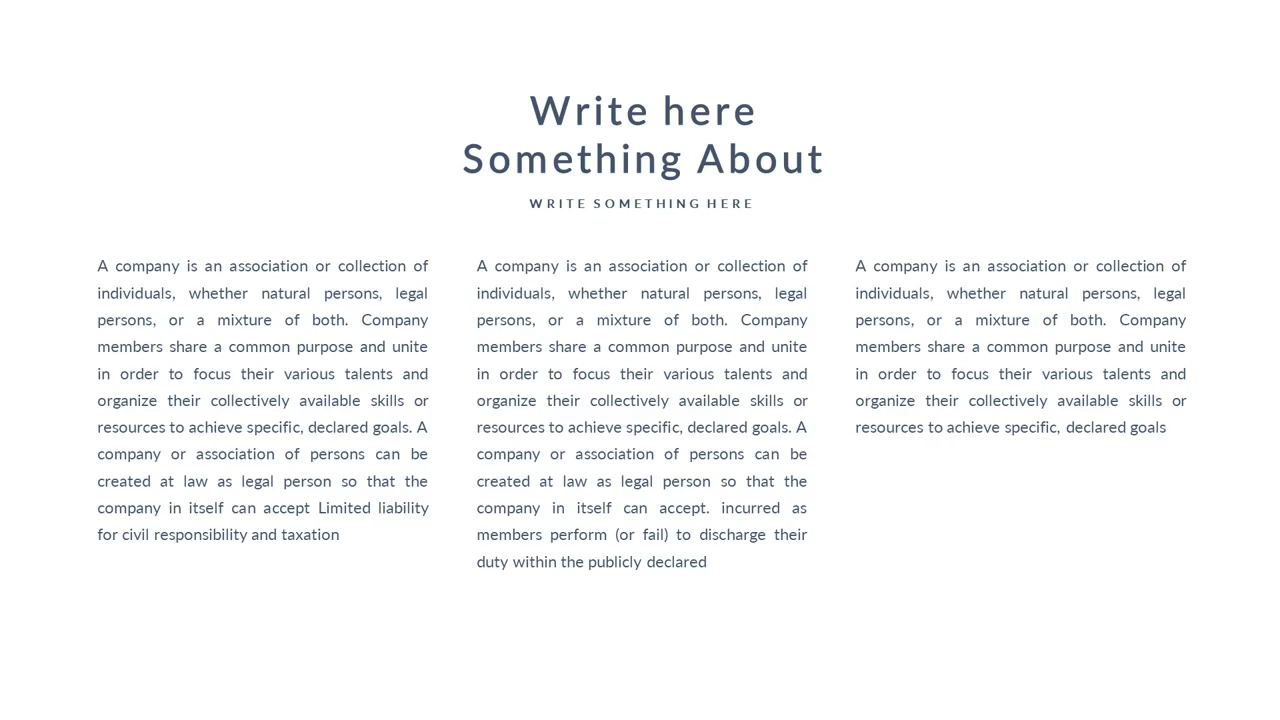 Write here
Something About
WRITE SOMETHING HERE
A company is an association or collection of
individuals, whether natural persons, legal
persons, or a mixture of both. Company
members share a common purpose and unite
in order to focus their various talents and
organize their collectively available skills or
resources to achieve specific, declared goals. A
company or association of persons can be
created at law as legal person so that the
company in itself can accept Limited liability
for civil responsibility and taxation
A company is an association or collection of
individuals, whether natural persons, legal
persons, or a mixture of both. Company
members share a common purpose and unite
in order to focus their various talents and
organize their collectively available skills or
resources to achieve specific, declared goals. A
company or association of persons can be
created at law as legal person so that the
company in itself can accept. incurred as
members perform (or fail) to discharge their
duty within the publicly declared
A company is an association or collection of
individuals, whether natural persons, legal
persons, or a mixture of both. Company
members share a common purpose and unite
in order to focus their various talents and
organize their collectively available skills or
resources to achieve specific, declared goals